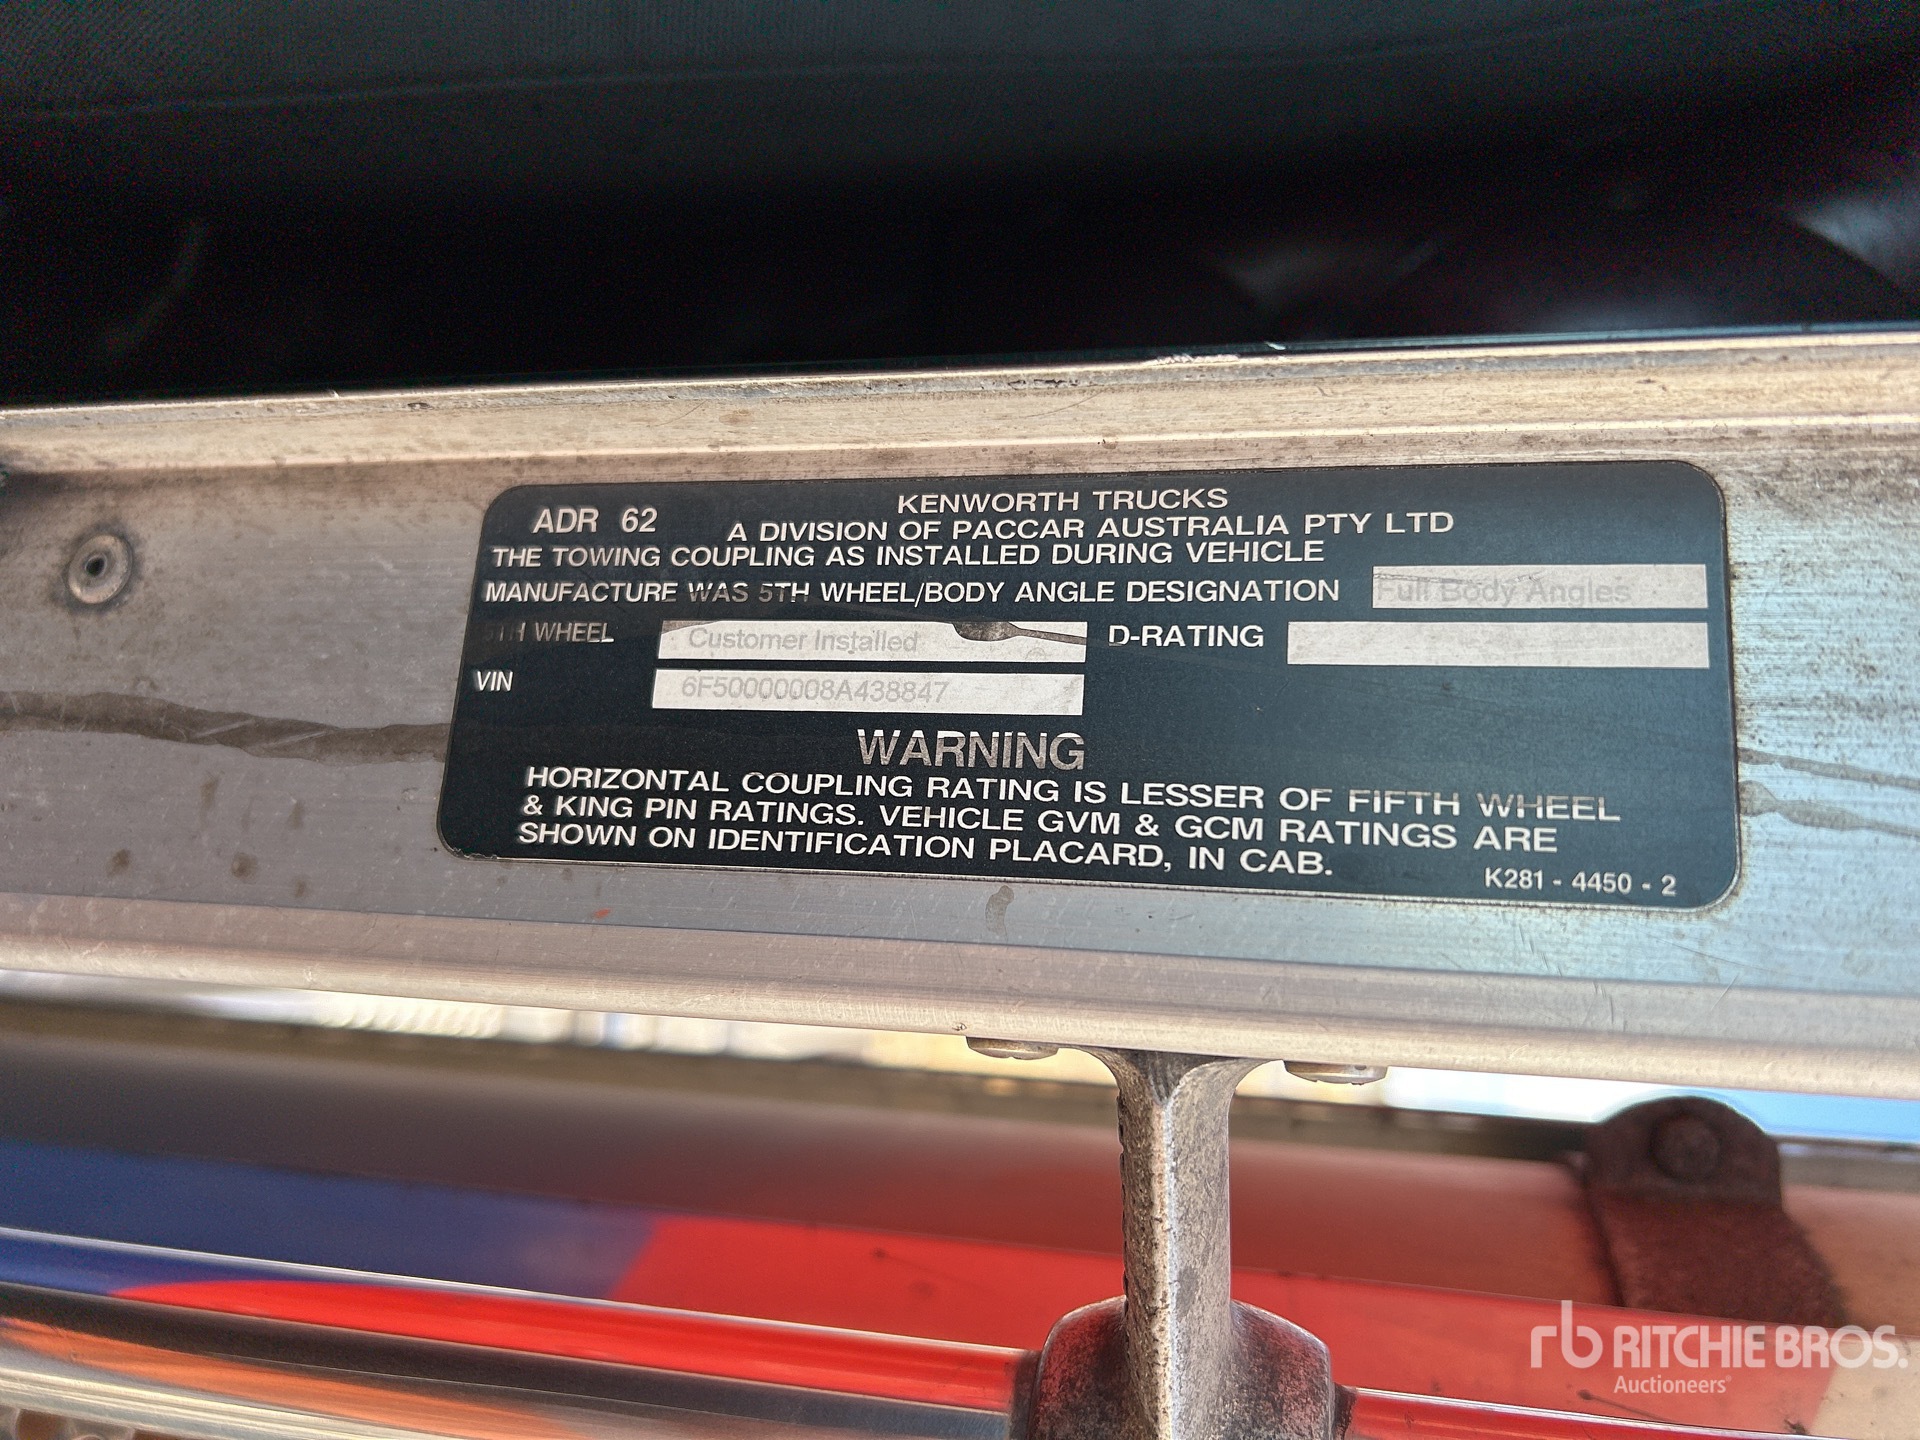 KENWORTH TRUCKS
ADR 62
A DIVISION OF PACCAR AUSTRALIA PTY LTD
THE TOWING COUPLING AS INSTALLED DURING VEHICLE
MANUFACTURE WAS 5TH WHEEL/BODY ANGLE DESIGNATION Full Body Angles
5TH WHEEL Customer Installed D-RATING
VIN 6F50000008A438847
WARNING
HORIZONTAL COUPLING RATING IS LESSER OF FIFTH WHEEL
& KING PIN RATINGS. VEHICLE GVM & GCM RATINGS ARE
SHOWN ON IDENTIFICATION PLACARD, IN CAB.
K281 - 4450 - 2
rb RITCHIE BROS.
Auctioneers